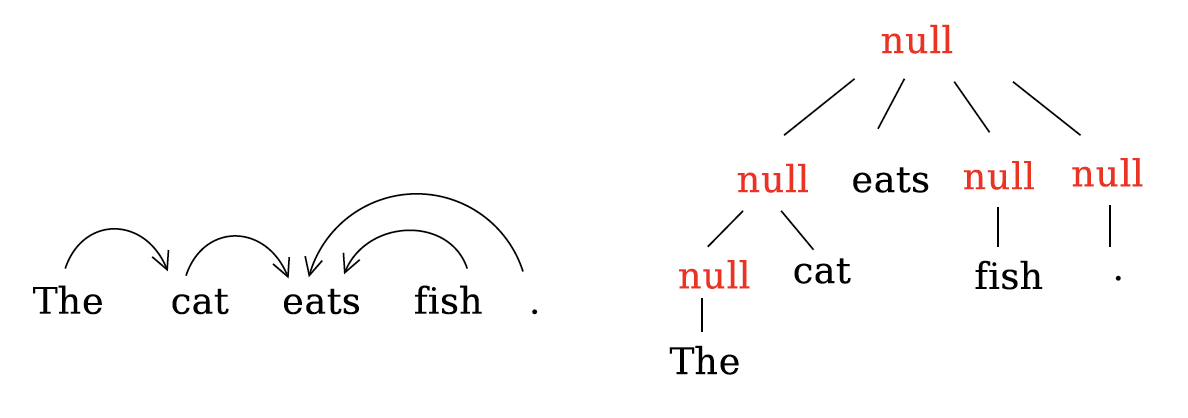 The cat eats fish .
null
null eats null null
null cat fish .
The